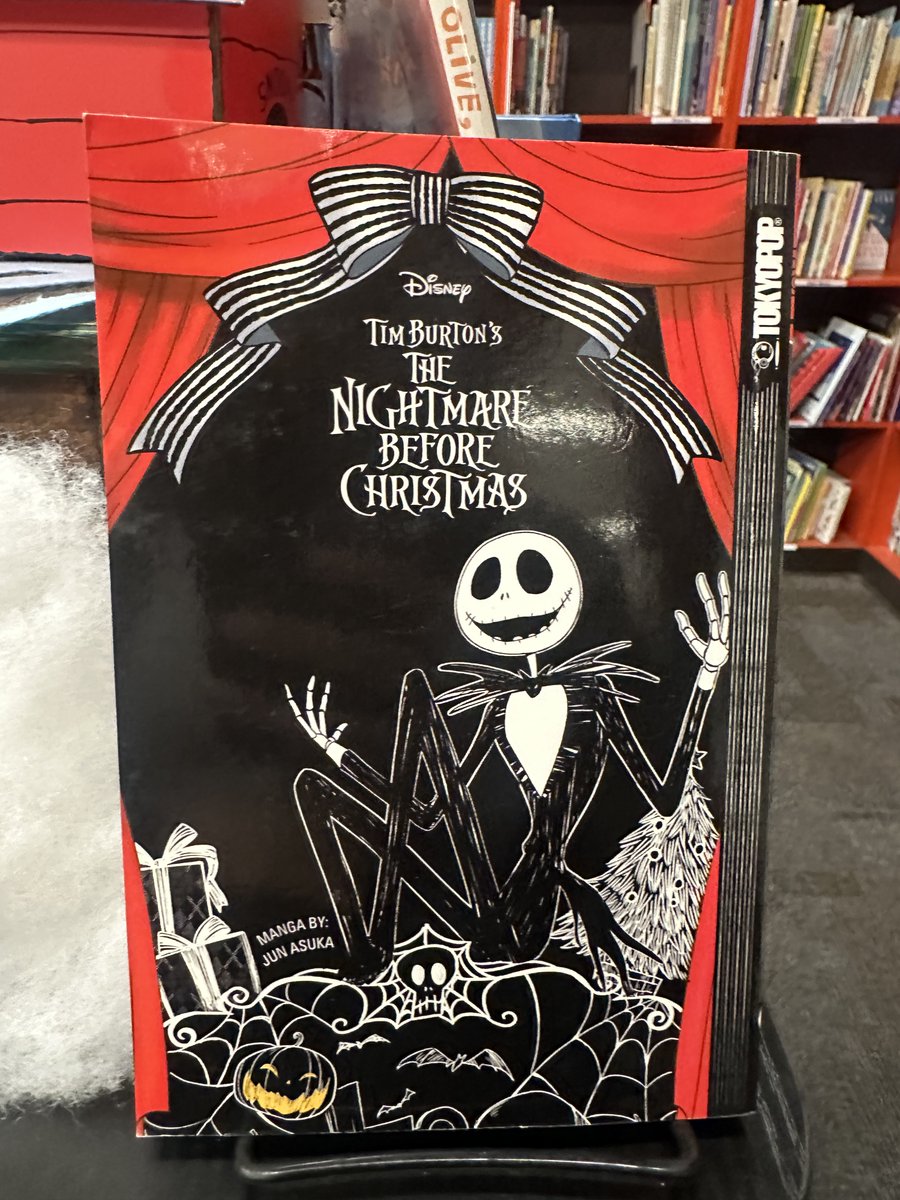 OLIVE,
Disney
TIM BURTON'S
THE
NIGHTMARE
BEFORE
CHRISTMAS
MANGA BY:
JUN ASUKA
TOKYOPOP®